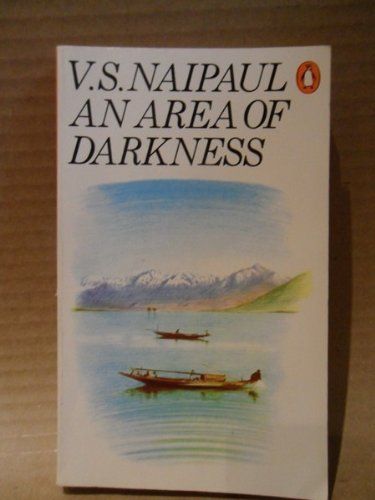 V.S. NAIPAUL
AN AREA OF
DARKNESS